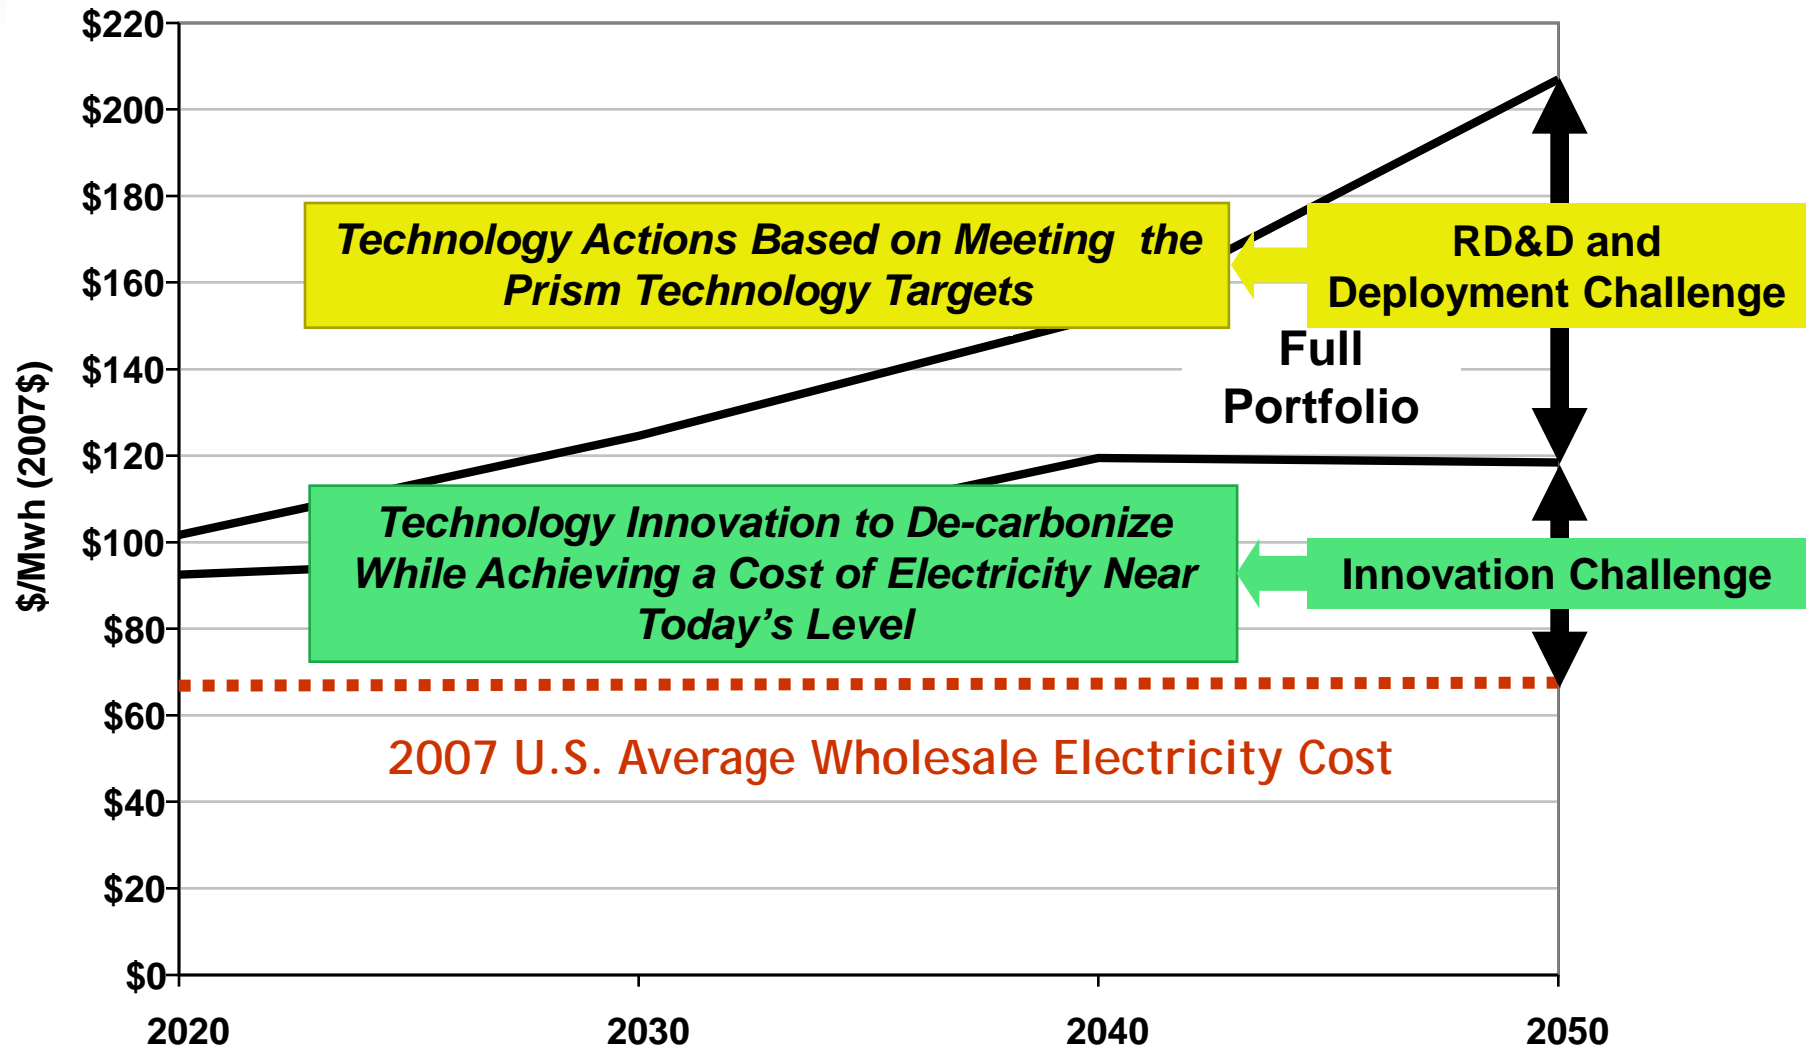 $220
$200
$180
$160
$140
$120
$100
$80
$60
$40
$20
$0
$/Mwh (2007$)
Technology Actions Based on Meeting  the
Prism Technology Targets
RD&D and
Deployment Challenge
Full
Portfolio
Technology Innovation to De-carbonize
While Achieving a Cost of Electricity Near
Today’s Level
Innovation Challenge
2007 U.S. Average Wholesale Electricity Cost
2020
2030
2040
2050